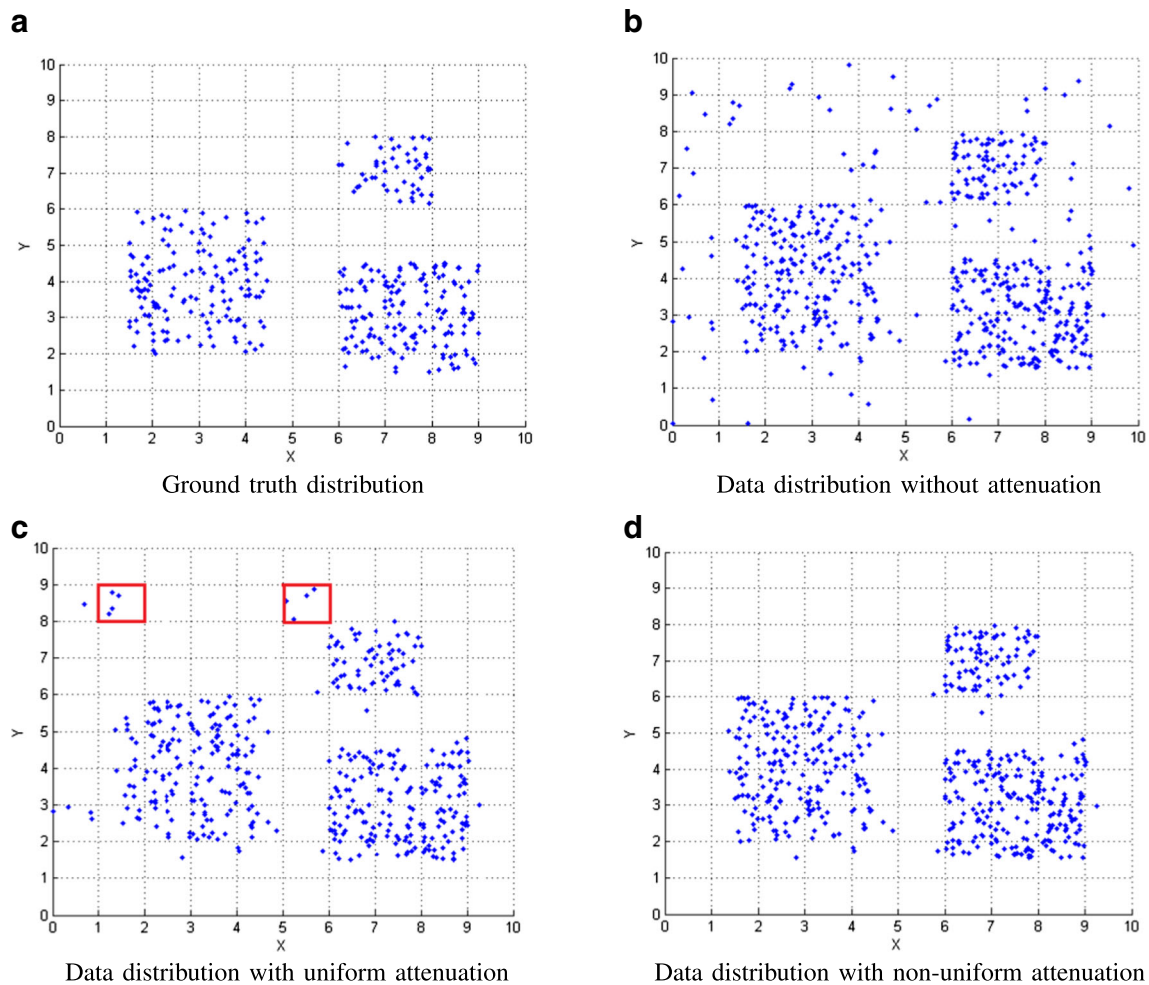 a
b
10
9
8
7
6
5
4
3
2
1
0
Y
0 1 2 3 4 5 6 7 8 9 10
X
Ground truth distribution
10
9
8
7
6
5
4
3
2
1
0
Y
0 1 2 3 4 5 6 7 8 9 10
X
Data distribution without attenuation
c
d
10
9
8
7
6
5
4
3
2
1
0
Y
0 1 2 3 4 5 6 7 8 9 10
X
Data distribution with uniform attenuation
10
9
8
7
6
5
4
3
2
1
0
Y
0 1 2 3 4 5 6 7 8 9 10
X
Data distribution with non-uniform attenuation